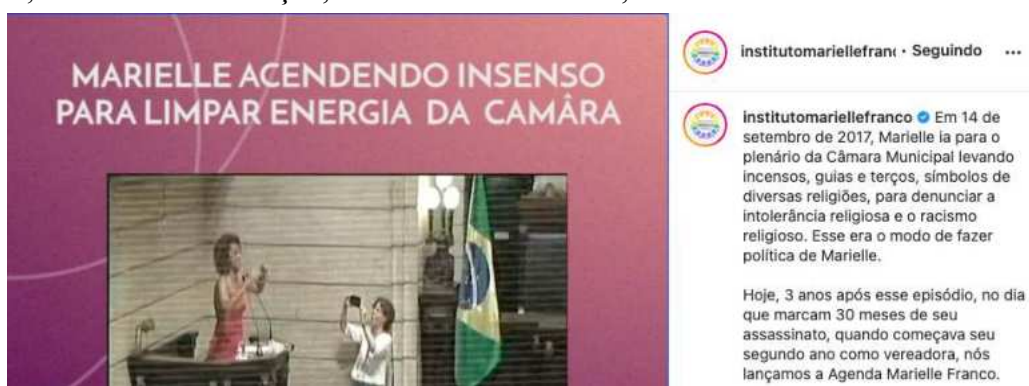 MARIELLE ACENDENDO INSENSO
PARA LIMPAR ENERGIA DA CAMÂRA
institutomariellefranc • Seguindo ...
institutomariellefranco Em 14 de
setembro de 2017, Marielle ia para o
plenário da Câmara Municipal levando
incensos, guias e terços, símbolos de
diversas religiões, para denunciar a
intolerância religiosa e o racismo
religioso. Esse era o modo de fazer
política de Marielle.
Hoje, 3 anos após esse episódio, no dia
que marcam 30 meses de seu
assassinato, quando começava seu
segundo ano como vereadora, nós
lançamos a Agenda Marielle Franco.